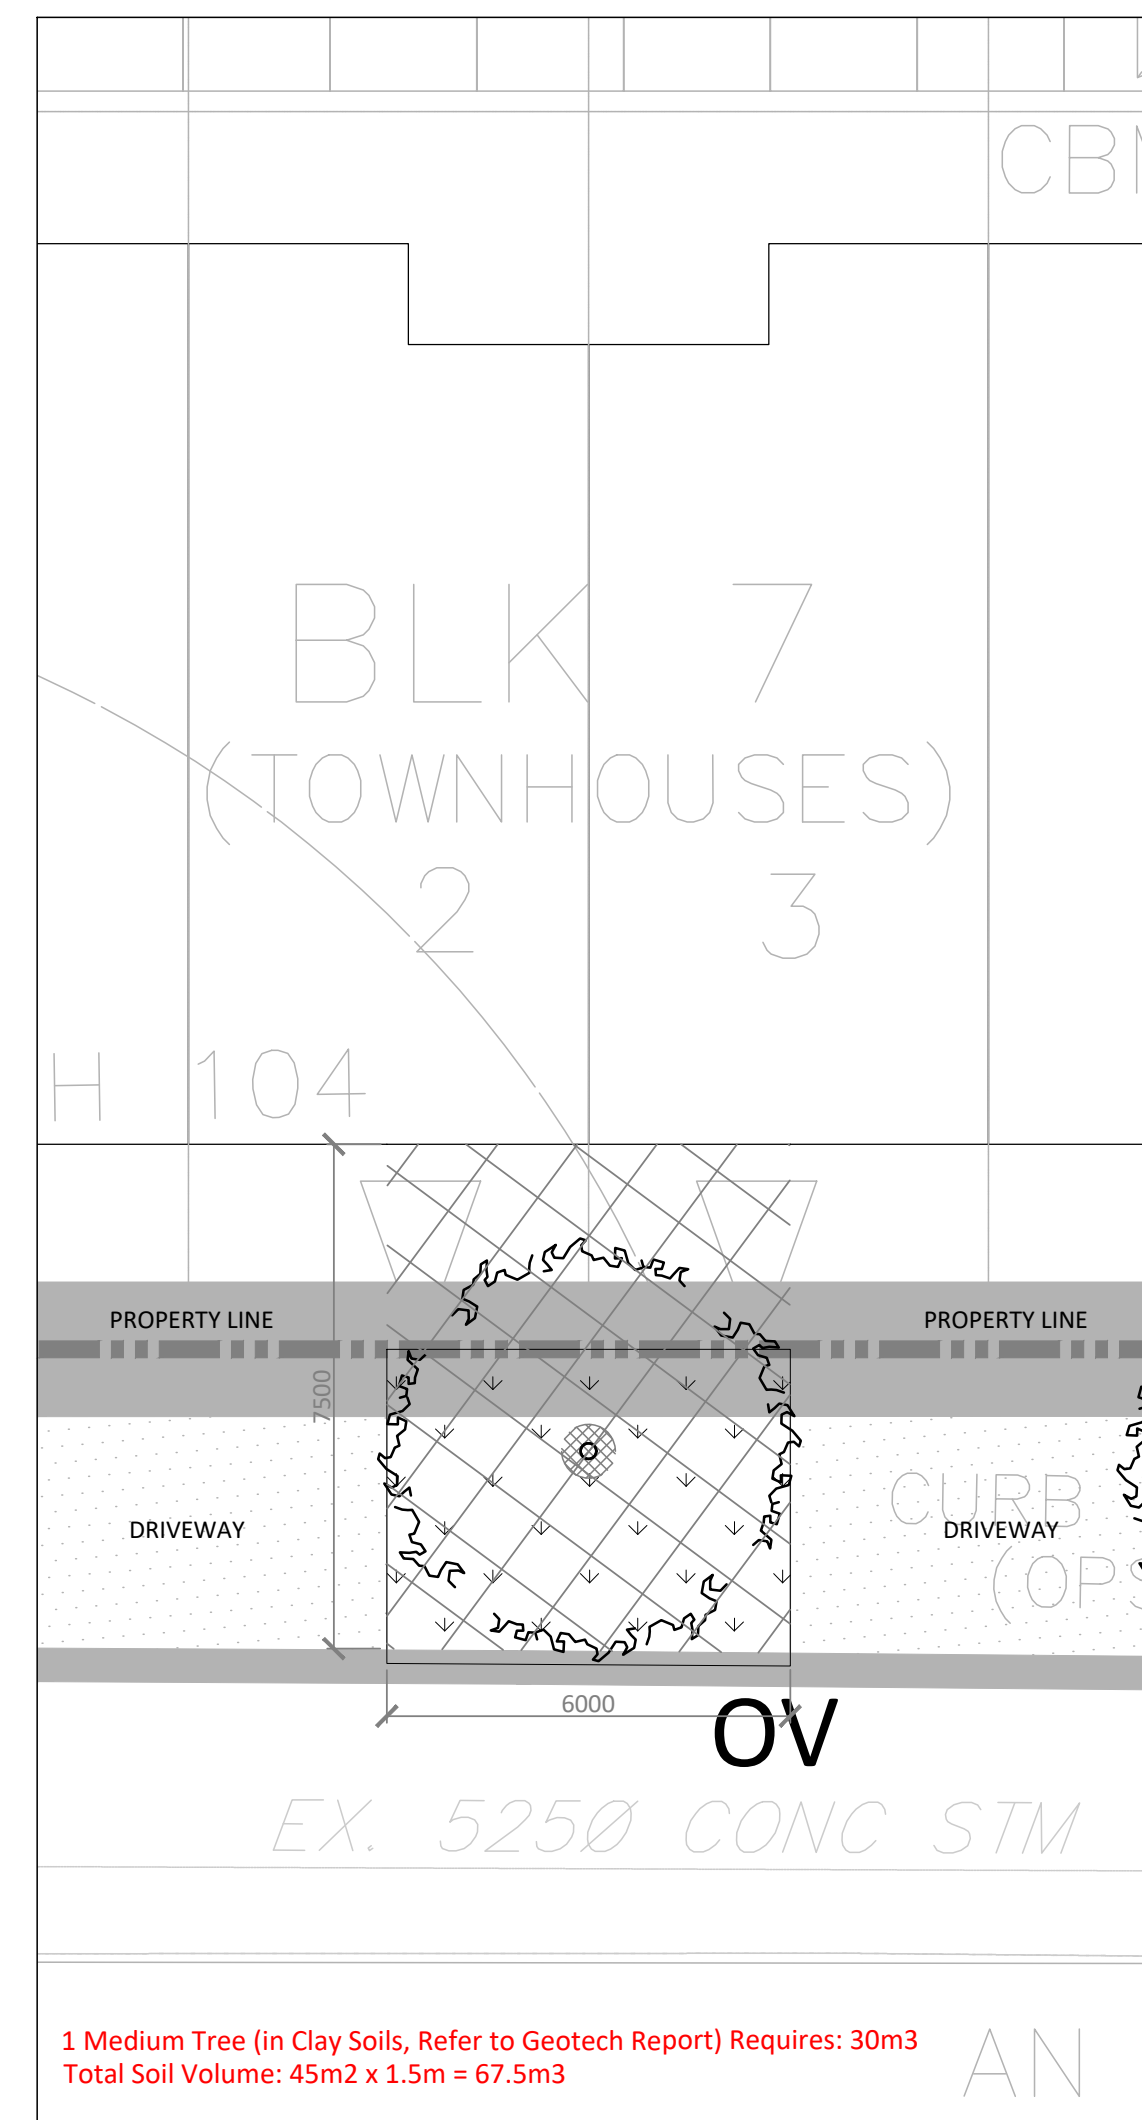 BLK 7
(TOWNHOUSES)
2 3
H 104
PROPERTY LINE PROPERTY LINE
7500
CURB
DRIVEWAY DRIVEWAY
6000
OV
EX. 525Ø CONC STM
1 Medium Tree (in Clay Soils, Refer to Geotech Report) Requires: 30m3
Total Soil Volume: 45m2 x 1.5m = 67.5m3
AN